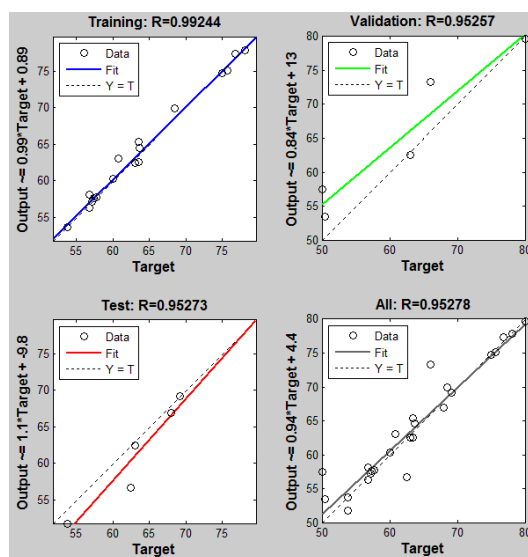 Training: R=0.99244
Output ~= 0.99*Target + 0.89
Data
Fit
Y = T
75
70
65
60
55
55 60 65 70 75
Target
Validation: R=0.95257
Output ~= 0.84*Target + 13
Data
Fit
Y = T
80
75
70
65
60
55
50
50 60 70 80
Target
Test: R=0.95273
Output ~= 1.1*Target + -9.8
Data
Fit
Y = T
75
70
65
60
55
55 60 65 70 75
Target
All: R=0.95278
Output ~= 0.94*Target + 4.4
Data
Fit
Y = T
80
75
70
65
60
55
50
50 60 70 80
Target